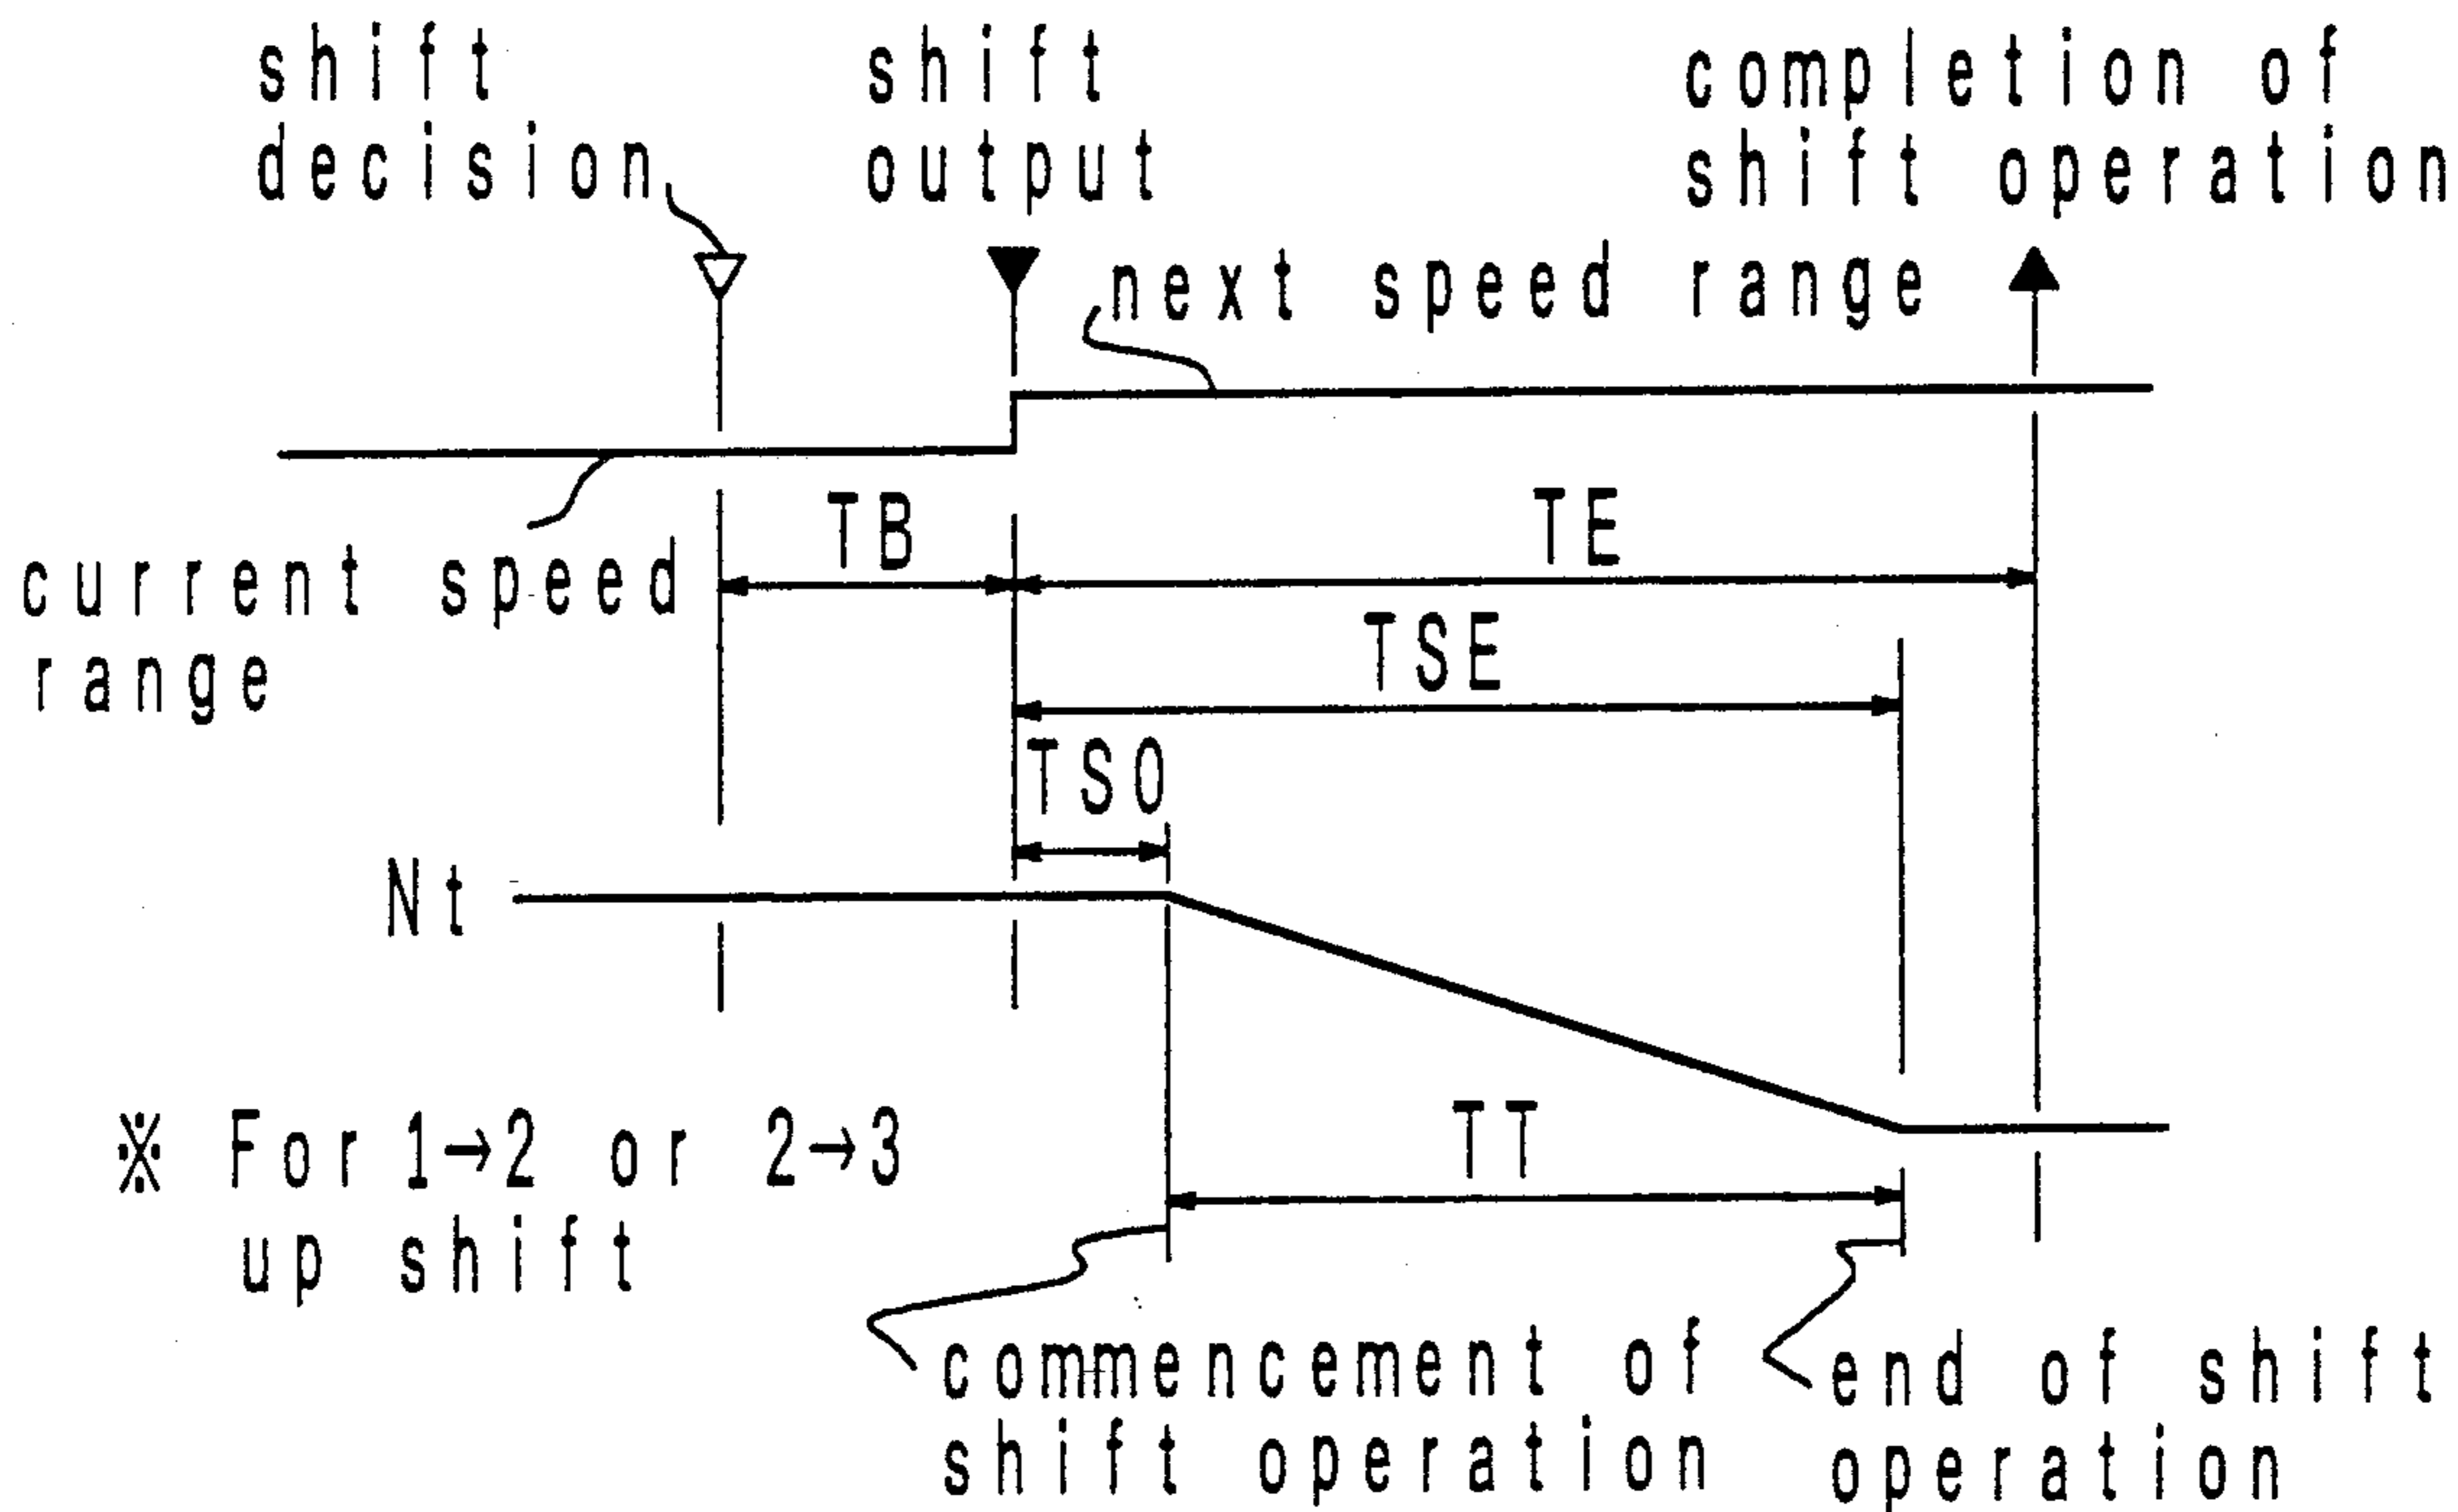 shift
decision
shift
output
completion of
shift operation
next speed range
current speed
range
TB
TE
TSE
TSO
Nt
※ For 1→2 or 2→3
up shift
TT
commencement of
shift operation
end of shift
operation